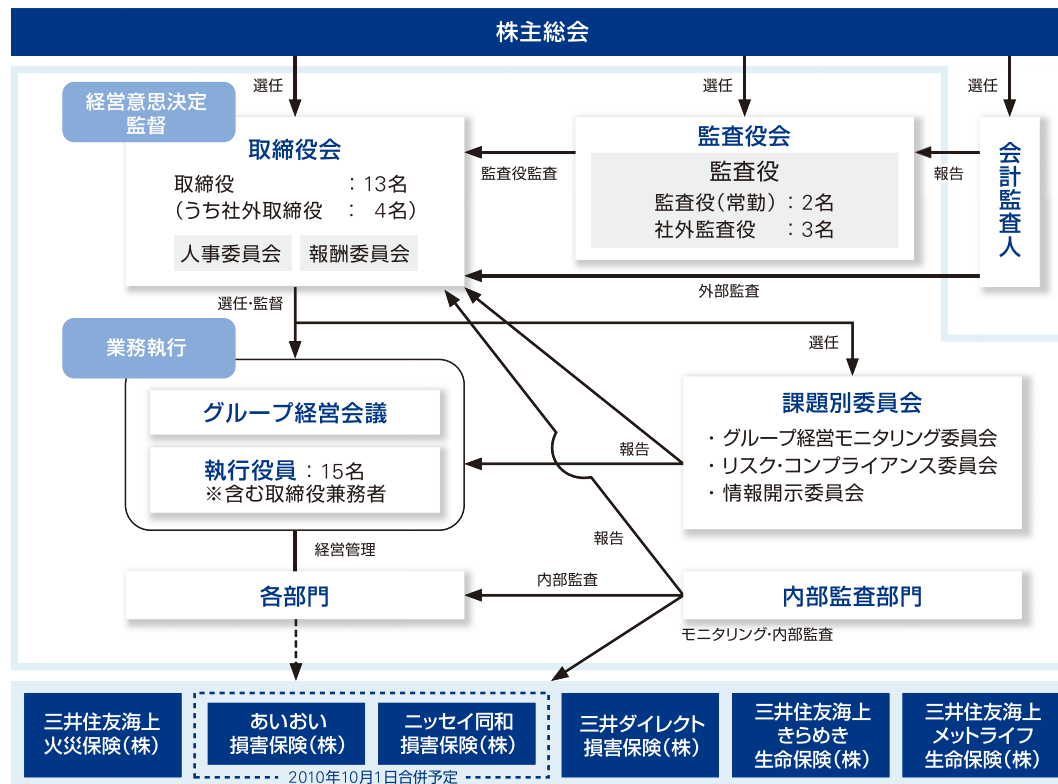 株主総会
選任
選任
選任
経営意思決定
監督
取締役会
取締役 ：13名
(うち社外取締役 ： 4名)
人事委員会
報酬委員会
監査役監査
監査役会
監査役
監査役(常勤)：2名
社外監査役 ：3名
報告
会計監査人
外部監査
選任・監督
選任
業務執行
グループ経営会議
執行役員：15名
※含む取締役兼務者
報告
課題別委員会
・グループ経営モニタリング委員会
・リスク・コンプライアンス委員会
・情報開示委員会
経営管理
報告
各部門
内部監査
内部監査部門
モニタリング・内部監査
三井住友海上
火災保険(株)
あいおい
損害保険(株)
ニッセイ同和
損害保険(株)
2010年10月1日合併予定
三井ダイレクト
損害保険(株)
三井住友海上
きらめき
生命保険(株)
三井住友海上
メットライフ
生命保険(株)